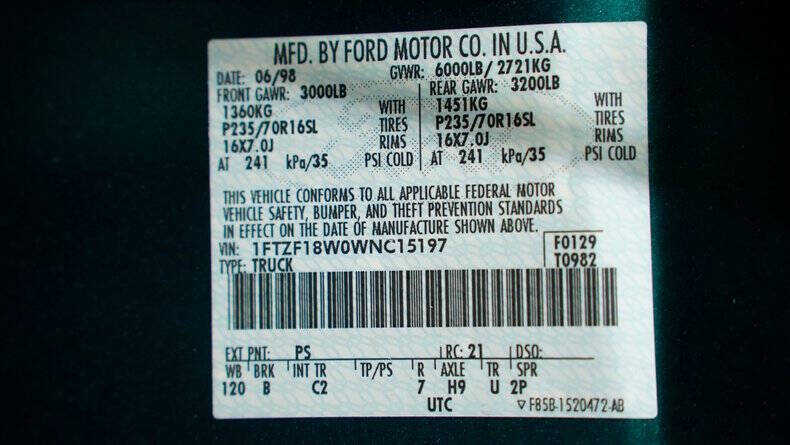 MFD. BY FORD MOTOR CO. IN U.S.A.
DATE: 06/98 GVWR: 6000LB/ 2721KG
FRONT GAWR: 3000LB REAR GAWR: 3200LB
1360KG WITH 1451KG WITH
P235/70R16SL TIRES P235/70R16SL TIRES
16X7.0J RIMS 16X7.0J RIMS
AT 241 kPa/35 PSI COLD AT 241 kPa/35 PSI COLD
THIS VEHICLE CONFORMS TO ALL APPLICABLE FEDERAL MOTOR
VEHICLE SAFETY, BUMPER, AND THEFT PREVENTION STANDARDS
IN EFFECT ON THE DATE OF MANUFACTURE SHOWN ABOVE.
VIN: 1FTZF18W0WNC15197 F0129
TYPE: TRUCK T0982
EXT PNT: PS RC: 21 DSO:
WB BRK INT TR TP/PS R AXLE TR SPR
120 B C2 7 H9 U 2P
UTC ▽F85B-1520472-AB